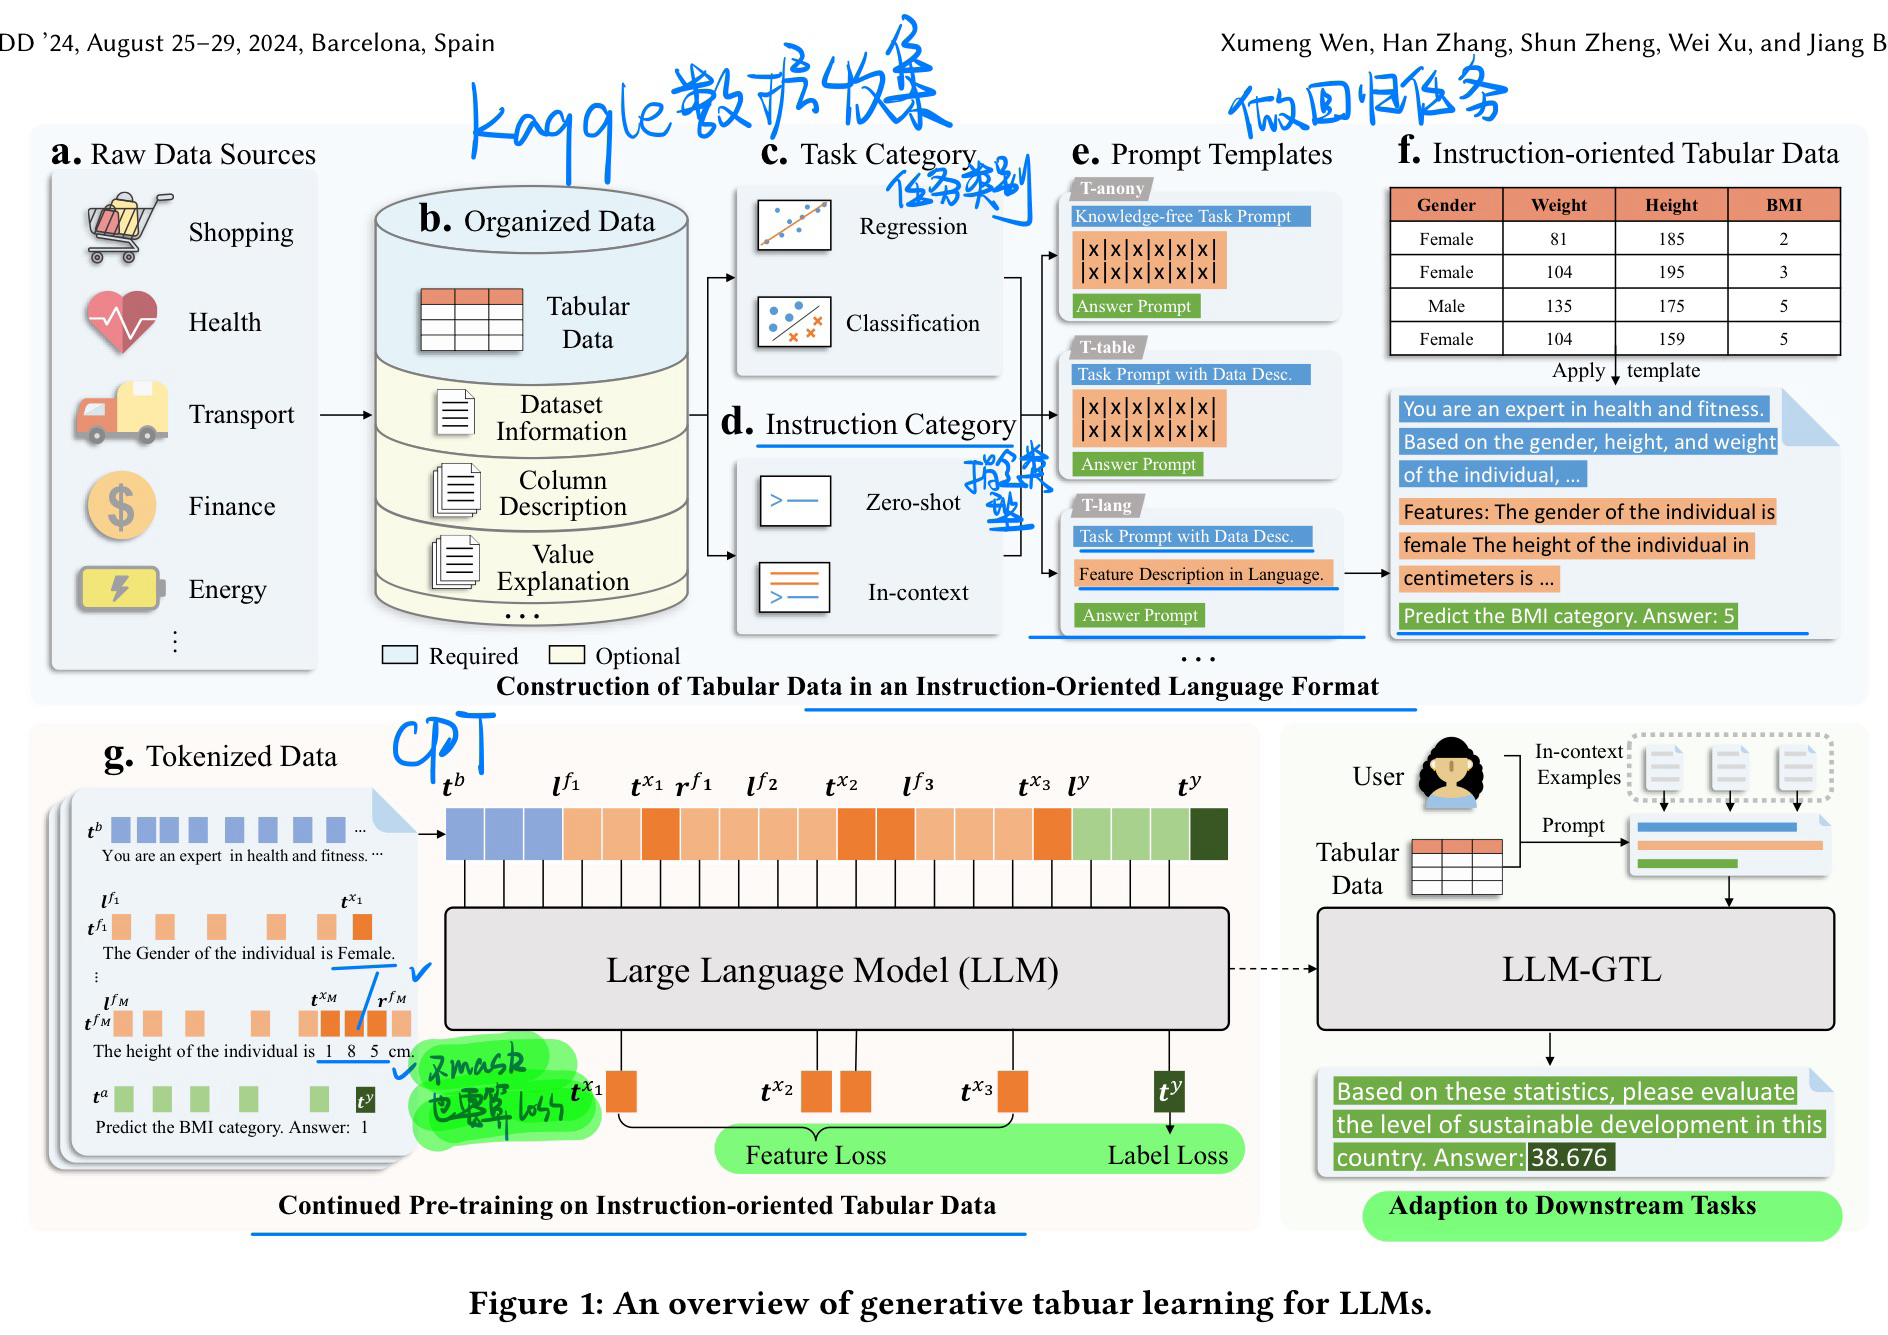 DD ’24, August 25–29, 2024, Barcelona, Spain
Xumeng Wen, Han Zhang, Shun Zheng, Wei Xu, and Jiang B
kaggle数据收集
做回归任务
a. Raw Data Sources
Shopping
Health
Transport
Finance
Energy
⋮
b. Organized Data
Tabular
Data
Dataset
Information
Column
Description
Value
Explanation
...
Required
Optional
c. Task Category
任务类别
Regression
Classification
d. Instruction Category
指令类
型
Zero-shot
In-context
e. Prompt Templates
T-anony
Knowledge-free Task Prompt
|x|x|x|x|x|
|x|x|x|x|x|
Answer Prompt
T-table
Task Prompt with Data Desc.
|x|x|x|x|x|
|x|x|x|x|x|
Answer Prompt
T-lang
Task Prompt with Data Desc.
Feature Description in Language.
Answer Prompt
...
f. Instruction-oriented Tabular Data
Gender Weight Height BMI
Female 81 185 2
Female 104 195 3
Male 135 175 5
Female 104 159 5
Apply template
You are an expert in health and fitness.
Based on the gender, height, and weight
of the individual, ...
Features: The gender of the individual is
female The height of the individual in
centimeters is ...
Predict the BMI category. Answer: 5
Construction of Tabular Data in an Instruction-Oriented Language Format
CPT
g. Tokenized Data
t^b ...
You are an expert in health and fitness. ...
l^{f_1} t^{x_1}
t^{f_1}
The Gender of the individual is Female.
⋮
l^{f_M} t^{x_M} r^{f_M}
t^{f_M}
The height of the individual is 1 8 5 cm.
t^a t^y
Predict the BMI category. Answer: 1
不mask
也要算loss
t^b l^{f_1} t^{x_1} r^{f_1} l^{f_2} t^{x_2} l^{f_3} t^{x_3} l^y t^y
Large Language Model (LLM)
t^{x_1} t^{x_2} t^{x_3} t^y
Feature Loss
Label Loss
Continued Pre-training on Instruction-oriented Tabular Data
User
In-context
Examples
Prompt
Tabular
Data
LLM-GTL
Based on these statistics, please evaluate
the level of sustainable development in this
country. Answer: 38.676
Adaption to Downstream Tasks
Figure 1: An overview of generative tabuar learning for LLMs.